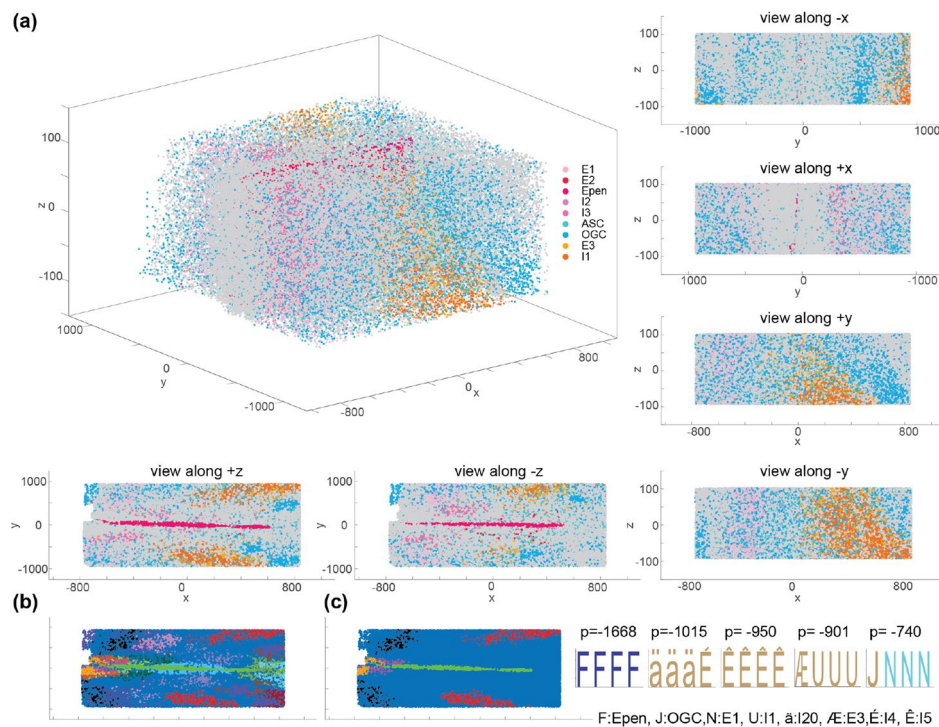 (a)
view along -x
z
100
0
-100
-1000
0
1000
y
100
z
0
-100
1000
0
y
-1000
-800
0
x
800
E1
E2
Epen
I2
I3
ASC
OGC
E3
I1
view along +x
z
100
0
-100
1000
0
-1000
y
view along +y
z
100
0
-100
-800
0
800
x
view along +z
1000
y
0
-1000
-800
0
800
x
view along -z
1000
y
0
-1000
-800
0
800
x
view along -y
z
100
0
-100
-800
0
800
x
(b)
(c)
p=-1668 p=-1015 p= -950 p= -901 p= -740
FFFF äääÉ ÊÊÊÊ ÆUUU JNNN
F:Epen, J:OGC,N:E1, U:I1, ä:I20, Æ:E3,É:I4, Ê:I5